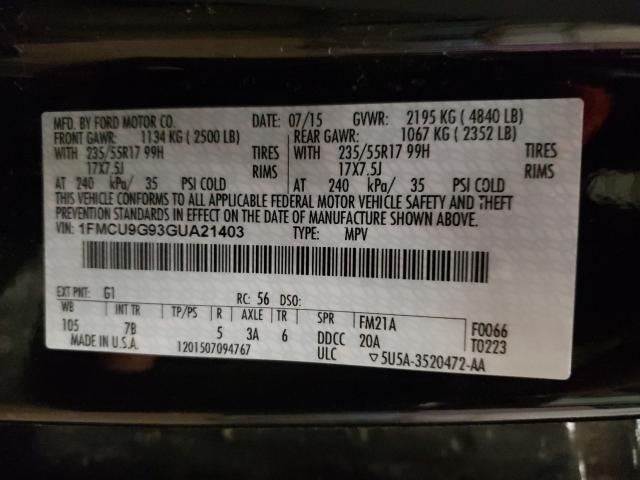 MFD. BY FORD MOTOR CO. DATE: 07/15 GVWR: 2195 KG ( 4840 LB)
FRONT GAWR: 1134 KG ( 2500 LB) REAR GAWR: 1067 KG ( 2352 LB)
WITH 235/55R17 99H TIRES WITH 235/55R17 99H TIRES
17X7.5J RIMS 17X7.5J RIMS
AT 240 kPa/ 35 PSI COLD AT 240 kPa/ 35 PSI COLD
THIS VEHICLE CONFORMS TO ALL APPLICABLE FEDERAL MOTOR VEHICLE SAFETY AND THEFT
PREVENTION STANDARDS IN EFFECT ON THE DATE OF MANUFACTURE SHOWN ABOVE.
VIN: 1FMCU9G93GUA21403 TYPE: MPV
EXT PNT: G1 RC: 56 DSO:
WB INT TR TP/PS R AXLE TR SPR FM21A F0066
105 7B 5 3A 6 DDCC 20A T0223
MADE IN U.S.A. 1201507094767 ULC ▽5U5A-3520472-AA